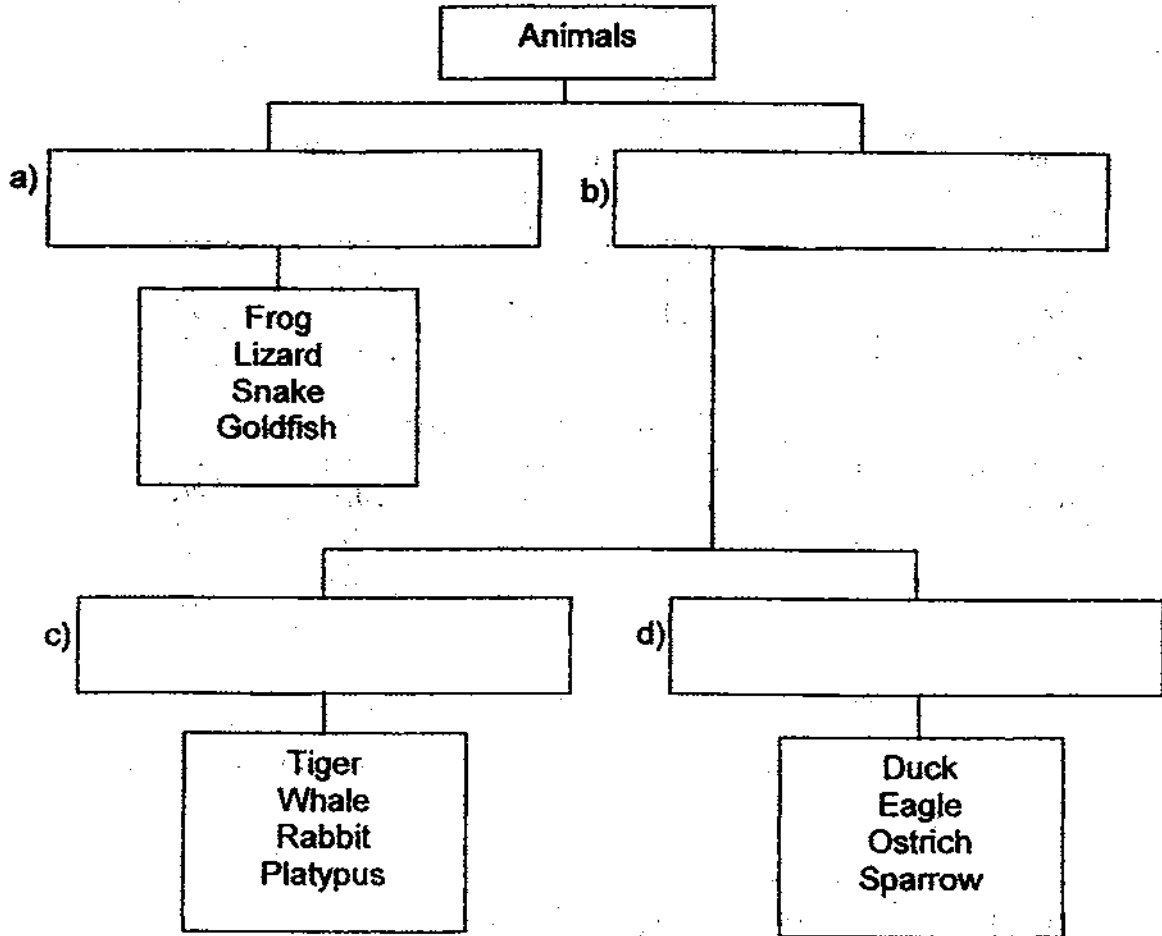 Animals
a)
b)
Frog
Lizard
Snake
Goldfish
c)
d)
Tiger
Whale
Rabbit
Platypus
Duck
Eagle
Ostrich
Sparrow